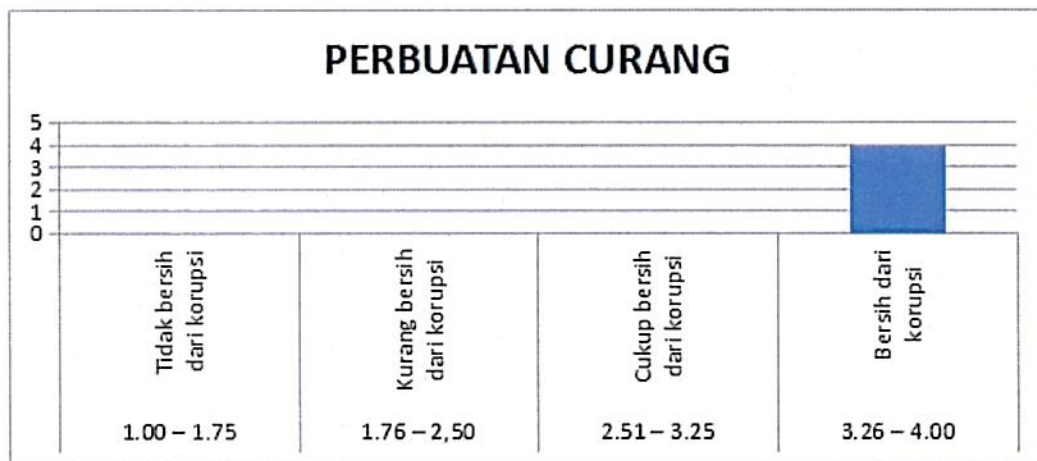 PERBUATAN CURANG
5
4
3
2
1
0
Tidak bersih
dari korupsi
Kurang bersih
dari korupsi
Cukup bersih
dari korupsi
Bersih dari
korupsi
1.00 – 1.75
1.76 – 2,50
2.51 – 3.25
3.26 – 4.00